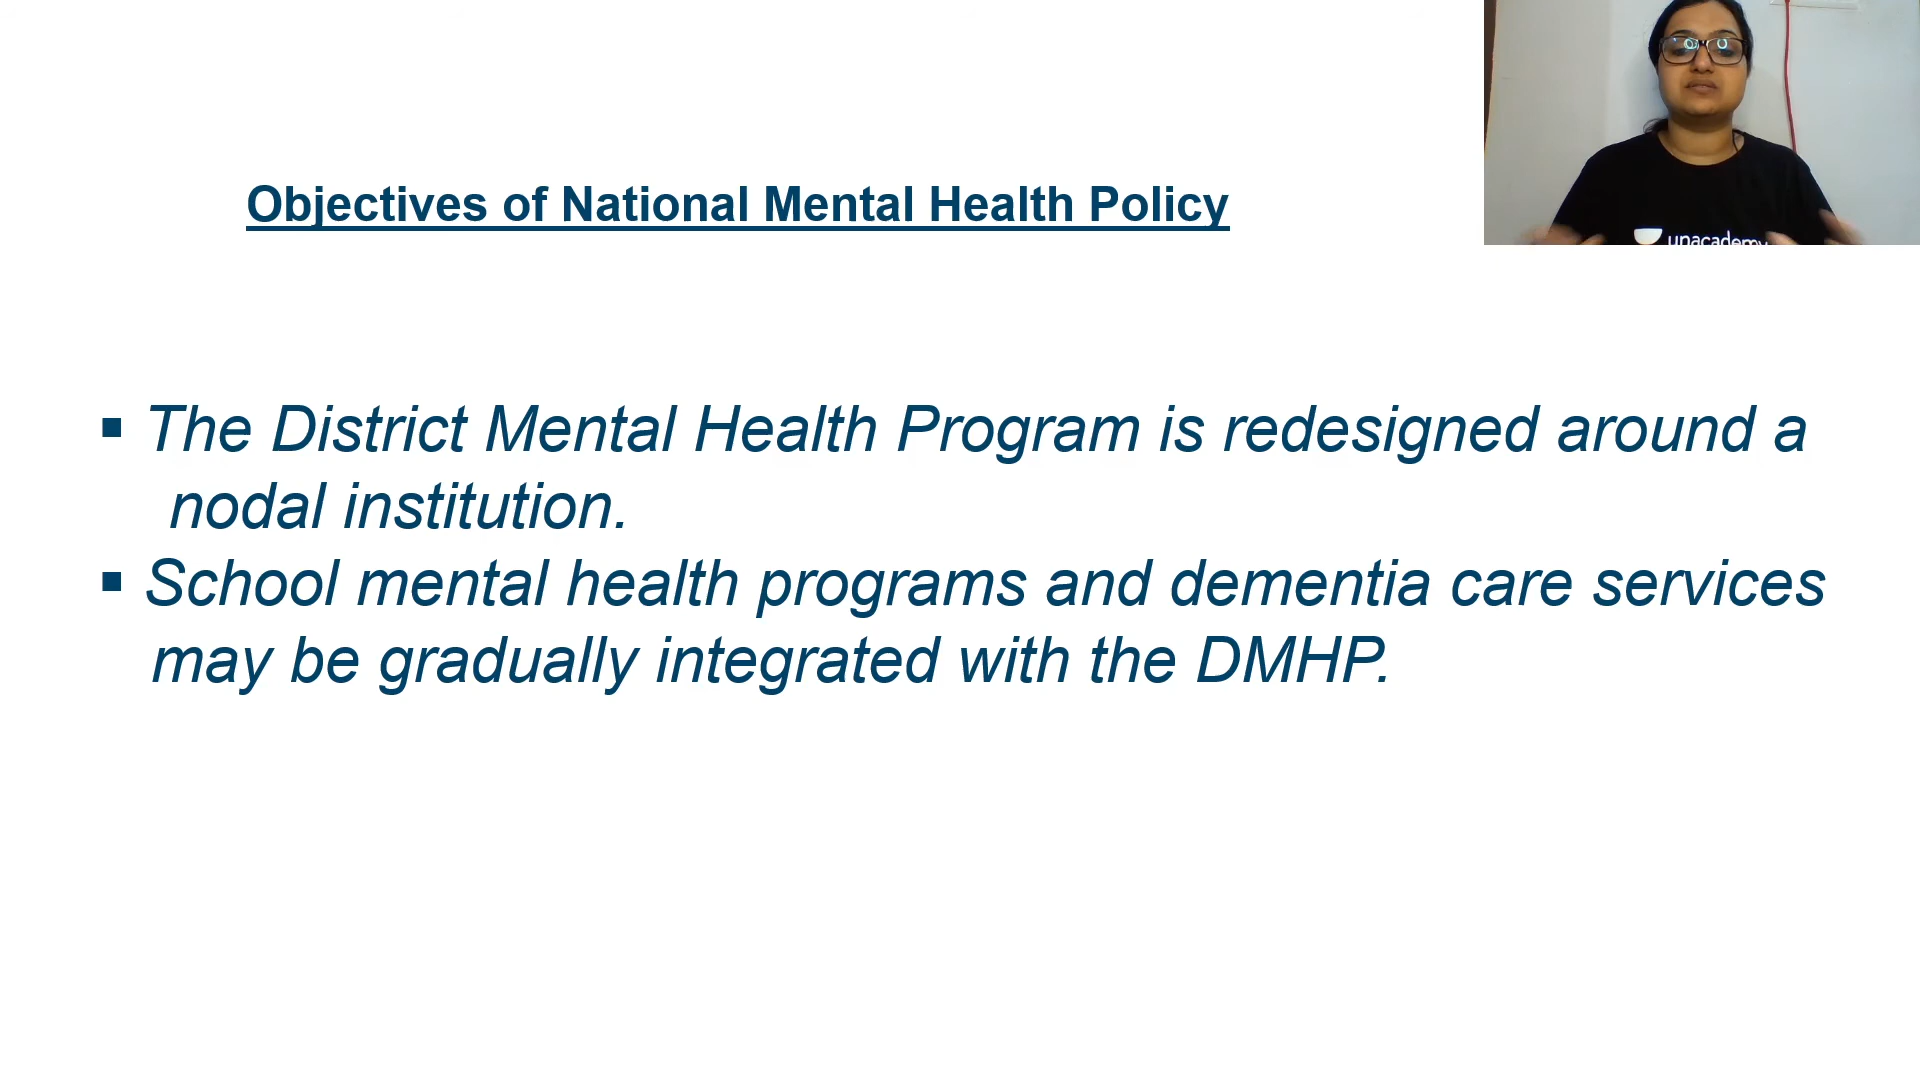 Objectives of National Mental Health Policy
unacademy
▪ The District Mental Health Program is redesigned around a
nodal institution.
▪ School mental health programs and dementia care services
may be gradually integrated with the DMHP.